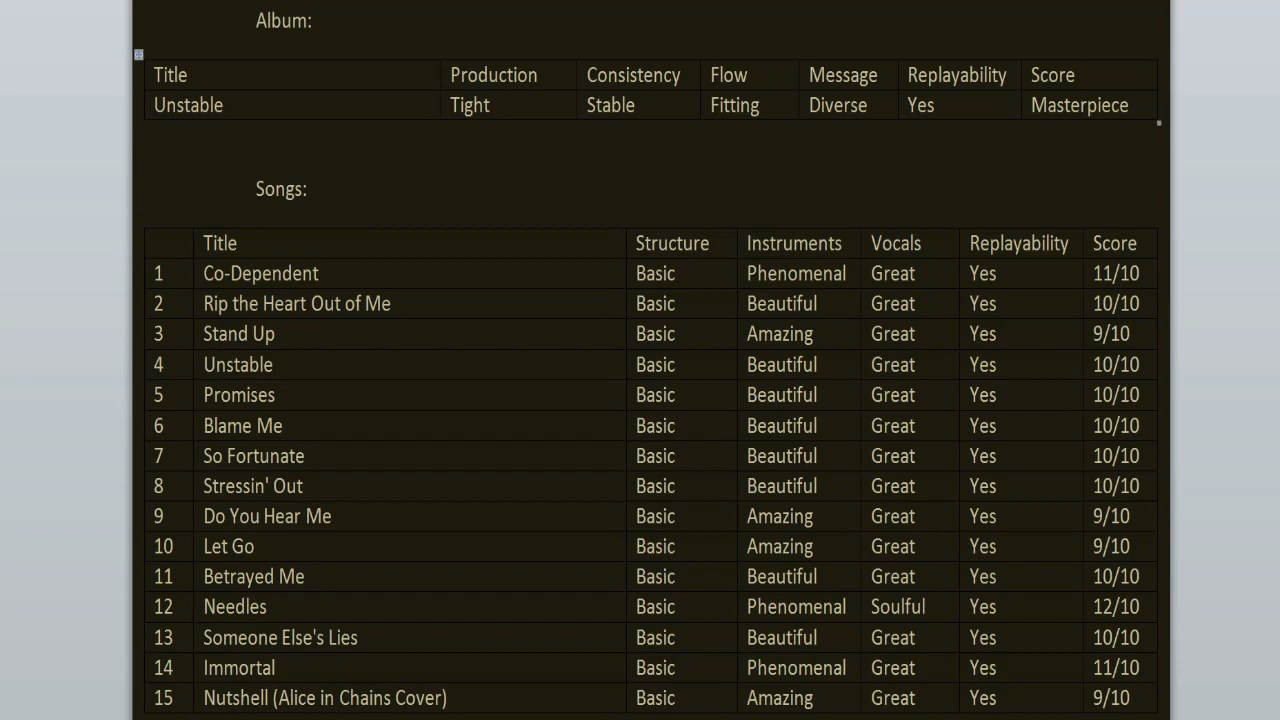 Album:
Title Production Consistency Flow Message Replayability Score
Unstable Tight Stable Fitting Diverse Yes Masterpiece
Songs:
Title Structure Instruments Vocals Replayability Score
1 Co-Dependent Basic Phenomenal Great Yes 11/10
2 Rip the Heart Out of Me Basic Beautiful Great Yes 10/10
3 Stand Up Basic Amazing Great Yes 9/10
4 Unstable Basic Beautiful Great Yes 10/10
5 Promises Basic Beautiful Great Yes 10/10
6 Blame Me Basic Beautiful Great Yes 10/10
7 So Fortunate Basic Beautiful Great Yes 10/10
8 Stressin' Out Basic Beautiful Great Yes 10/10
9 Do You Hear Me Basic Amazing Great Yes 9/10
10 Let Go Basic Amazing Great Yes 9/10
11 Betrayed Me Basic Beautiful Great Yes 10/10
12 Needles Basic Phenomenal Soulful Yes 12/10
13 Someone Else's Lies Basic Beautiful Great Yes 10/10
14 Immortal Basic Phenomenal Great Yes 11/10
15 Nutshell (Alice in Chains Cover) Basic Amazing Great Yes 9/10